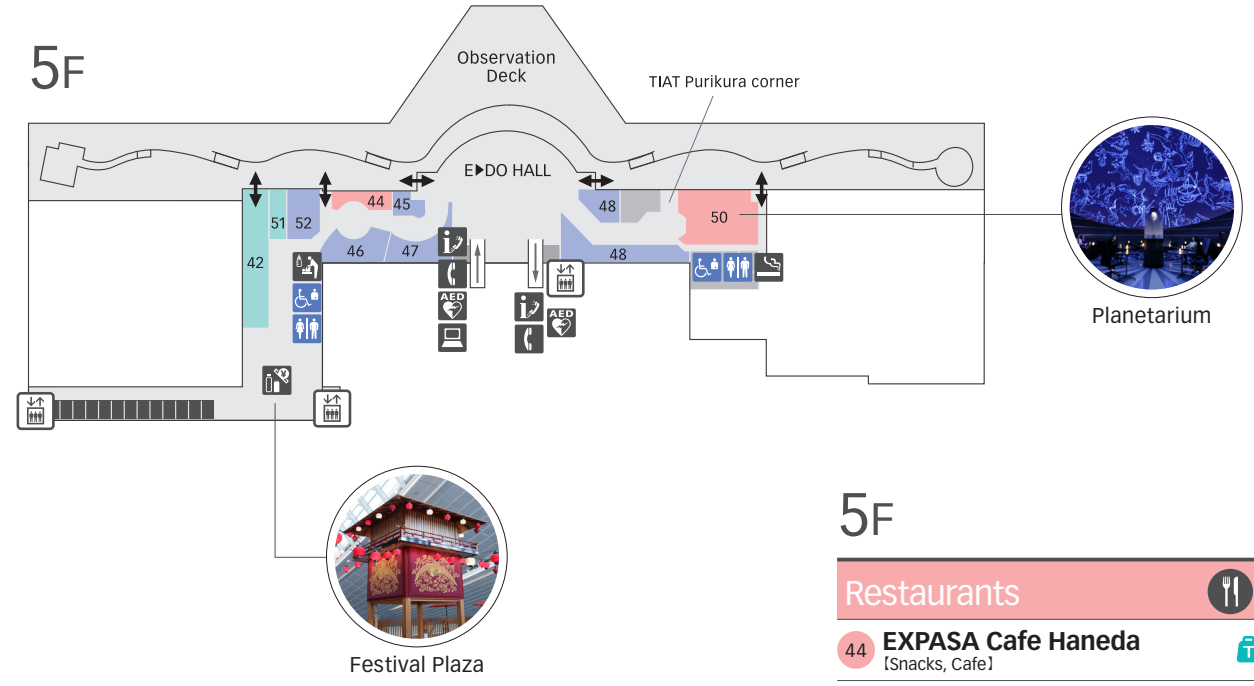 5F
Observation
Deck
TIAT Purikura corner
E▶DO HALL
44
45
48
51
52
50
46
47
48
42
AED
AED
Planetarium
Festival Plaza
5F
Restaurants
44 EXPASA Cafe Haneda
【Snacks, Cafe】